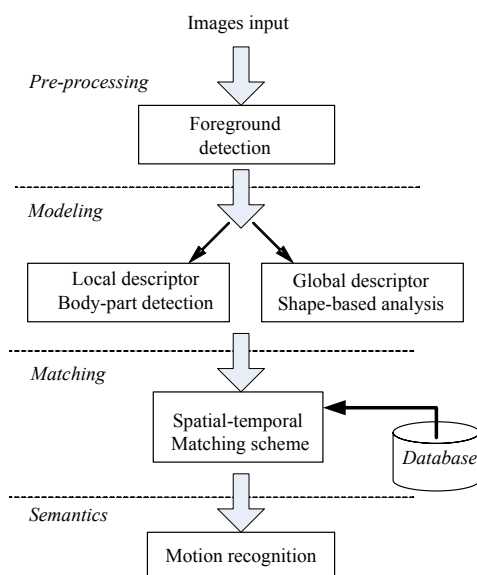 Images input
Pre-processing
Foreground
detection
Modeling
Local descriptor
Body-part detection
Global descriptor
Shape-based analysis
Matching
Spatial-temporal
Matching scheme
Database
Semantics
Motion recognition